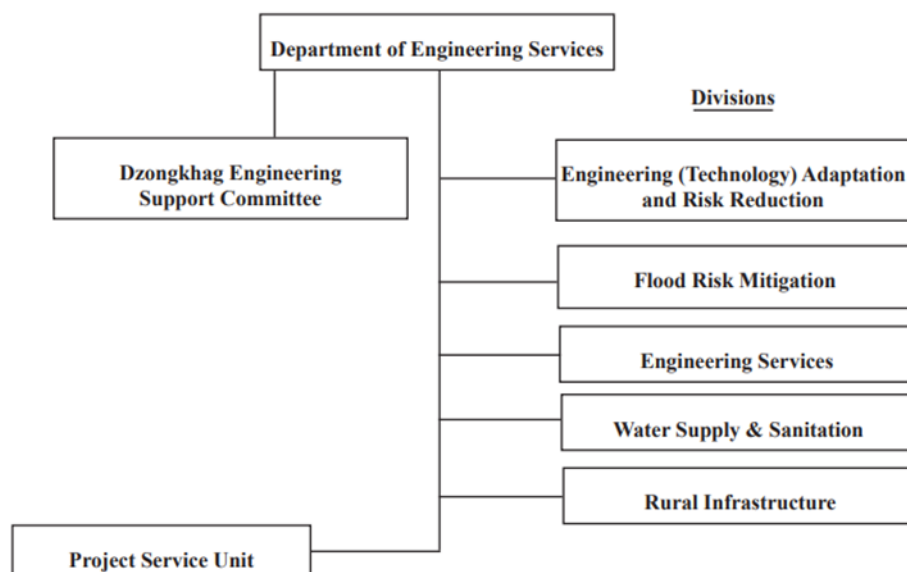 Department of Engineering Services
Divisions
Dzongkhag Engineering
Support Committee
Engineering (Technology) Adaptation
and Risk Reduction
Flood Risk Mitigation
Engineering Services
Water Supply & Sanitation
Rural Infrastructure
Project Service Unit